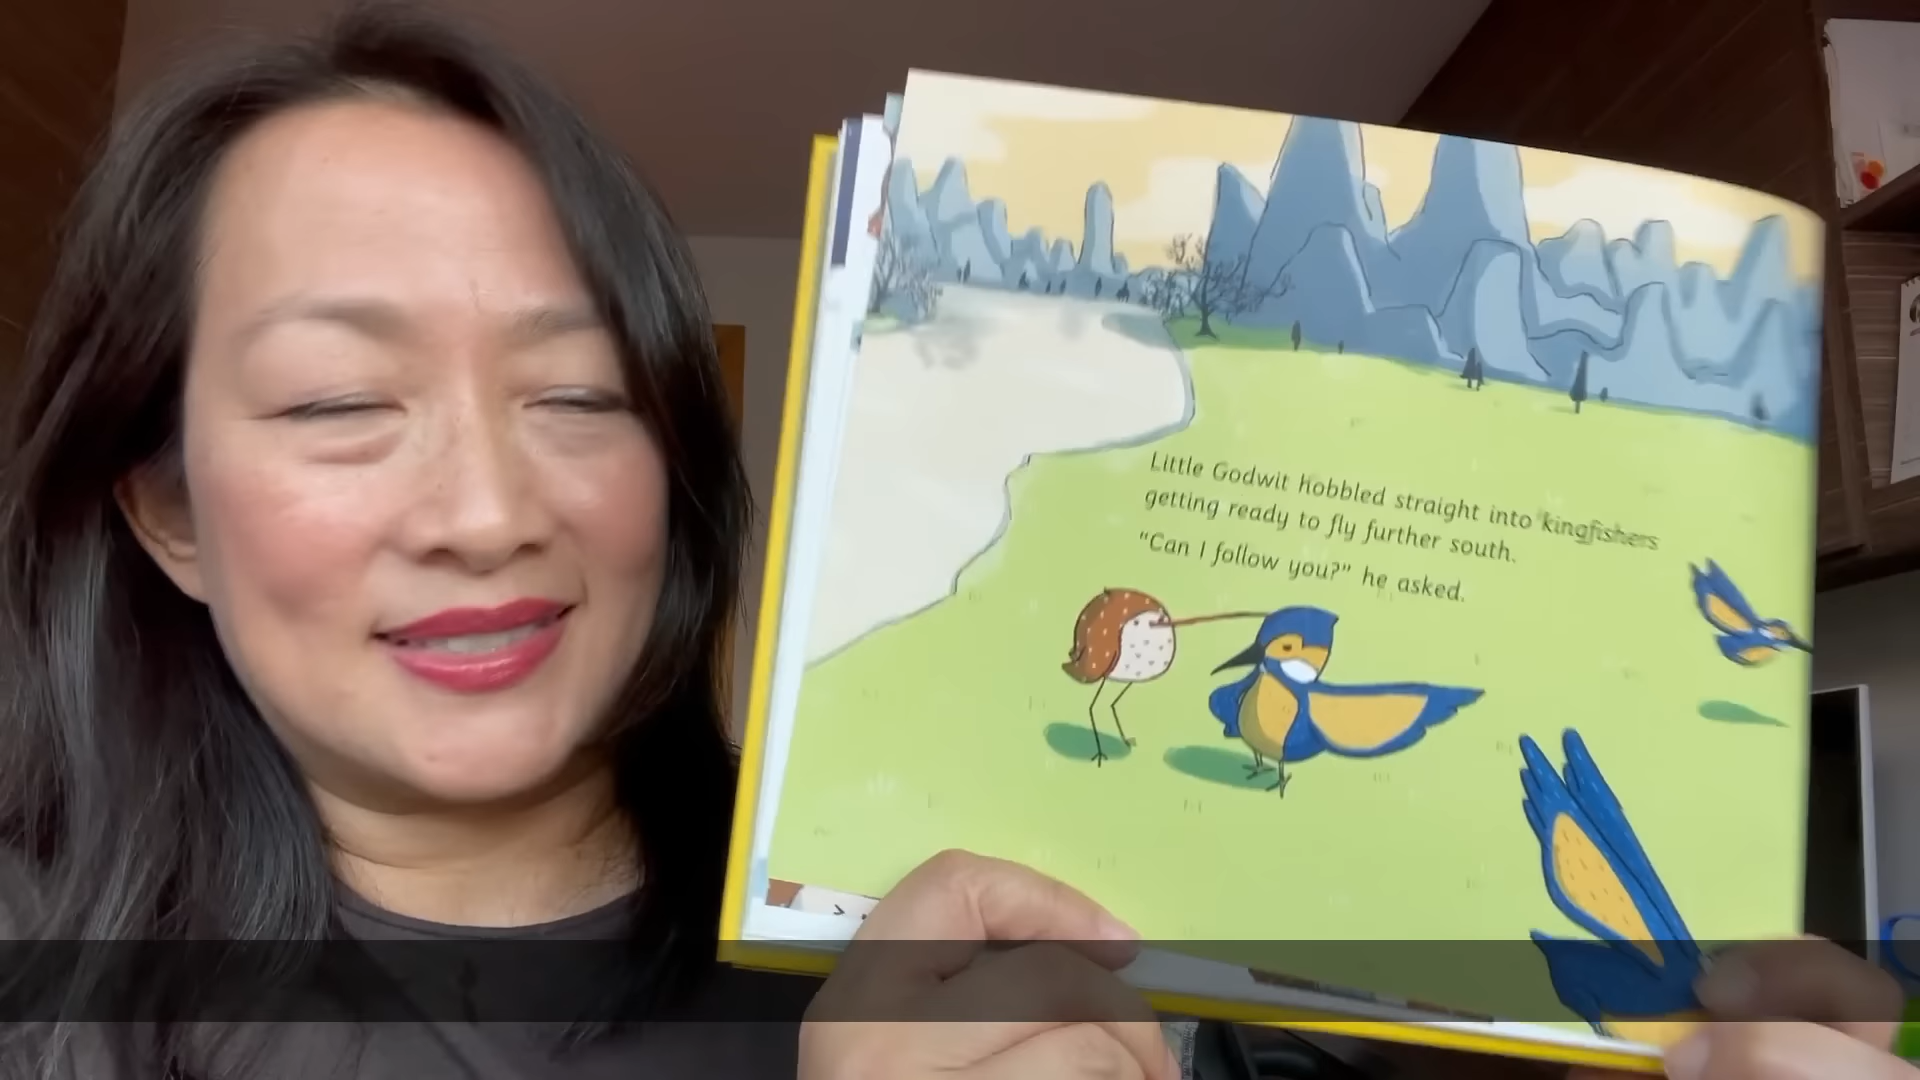 Little Godwit hobbled straight into kingfishers
getting ready to fly further south.
"Can I follow you?" he asked.